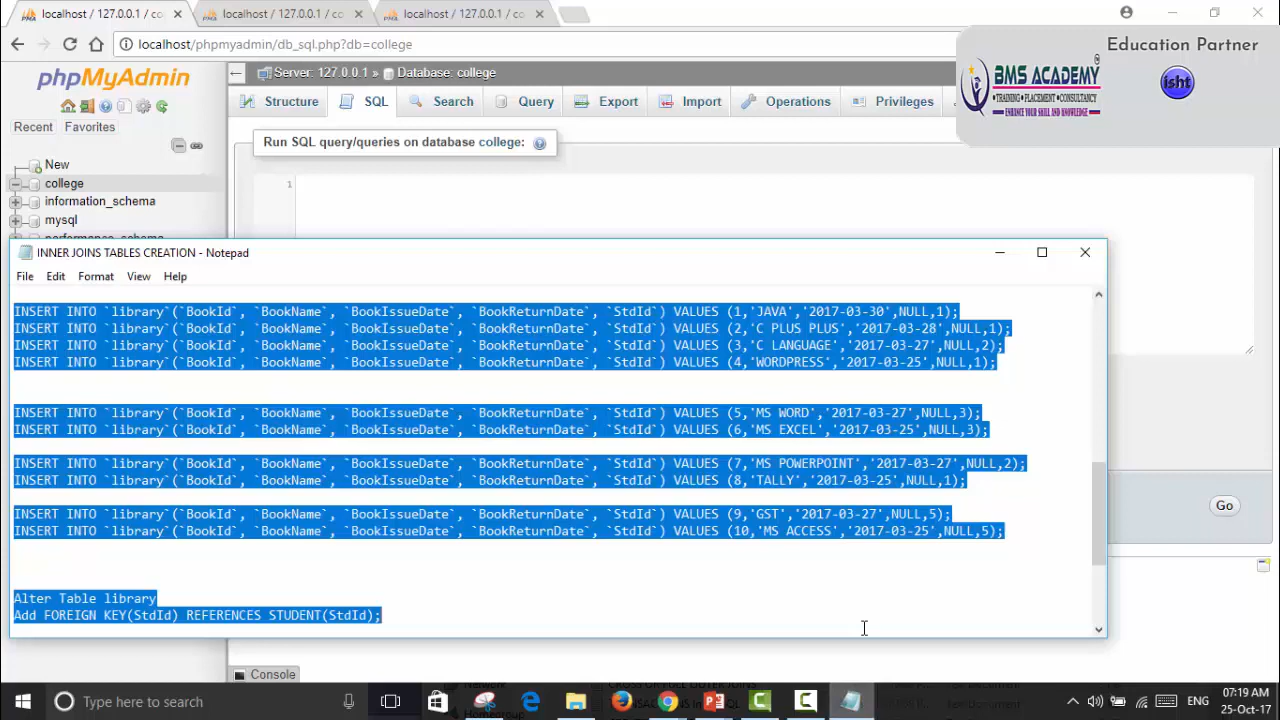 localhost / 127.0.0.1 / co
localhost / 127.0.0.1 / co
localhost / 127.0.0.1 / co
localhost/phpmyadmin/db_sql.php?db=college
Education Partner
BMS ACADEMY
®
TRAINING PLACEMENT CONSULTANCY
ENHANCE YOUR SKILL AND KNOWLEDGE
isht
phpMyAdmin
Recent
Favorites
New
college
information_schema
mysql
performance_schema
Server: 127.0.0.1 » Database: college
Structure
SQL
Search
Query
Export
Import
Operations
Privileges
Run SQL query/queries on database college:
1
INNER JOINS TABLES CREATION - Notepad
File Edit Format View Help
INSERT INTO `library`(`BookId`, `BookName`, `BookIssueDate`, `BookReturnDate`, `StdId`) VALUES (1,'JAVA','2017-03-30',NULL,1);
INSERT INTO `library`(`BookId`, `BookName`, `BookIssueDate`, `BookReturnDate`, `StdId`) VALUES (2,'C PLUS PLUS','2017-03-28',NULL,1);
INSERT INTO `library`(`BookId`, `BookName`, `BookIssueDate`, `BookReturnDate`, `StdId`) VALUES (3,'C LANGUAGE','2017-03-27',NULL,2);
INSERT INTO `library`(`BookId`, `BookName`, `BookIssueDate`, `BookReturnDate`, `StdId`) VALUES (4,'WORDPRESS','2017-03-25',NULL,1);
INSERT INTO `library`(`BookId`, `BookName`, `BookIssueDate`, `BookReturnDate`, `StdId`) VALUES (5,'MS WORD','2017-03-27',NULL,3);
INSERT INTO `library`(`BookId`, `BookName`, `BookIssueDate`, `BookReturnDate`, `StdId`) VALUES (6,'MS EXCEL','2017-03-25',NULL,3);
INSERT INTO `library`(`BookId`, `BookName`, `BookIssueDate`, `BookReturnDate`, `StdId`) VALUES (7,'MS POWERPOINT','2017-03-27',NULL,2);
INSERT INTO `library`(`BookId`, `BookName`, `BookIssueDate`, `BookReturnDate`, `StdId`) VALUES (8,'TALLY','2017-03-25',NULL,1);
INSERT INTO `library`(`BookId`, `BookName`, `BookIssueDate`, `BookReturnDate`, `StdId`) VALUES (9,'GST','2017-03-27',NULL,5);
INSERT INTO `library`(`BookId`, `BookName`, `BookIssueDate`, `BookReturnDate`, `StdId`) VALUES (10,'MS ACCESS','2017-03-25',NULL,5);
Alter Table library
Add FOREIGN KEY(StdId) REFERENCES STUDENT(StdId);
Go
Console
Type here to search
ENG
07:19 AM
25-Oct-17